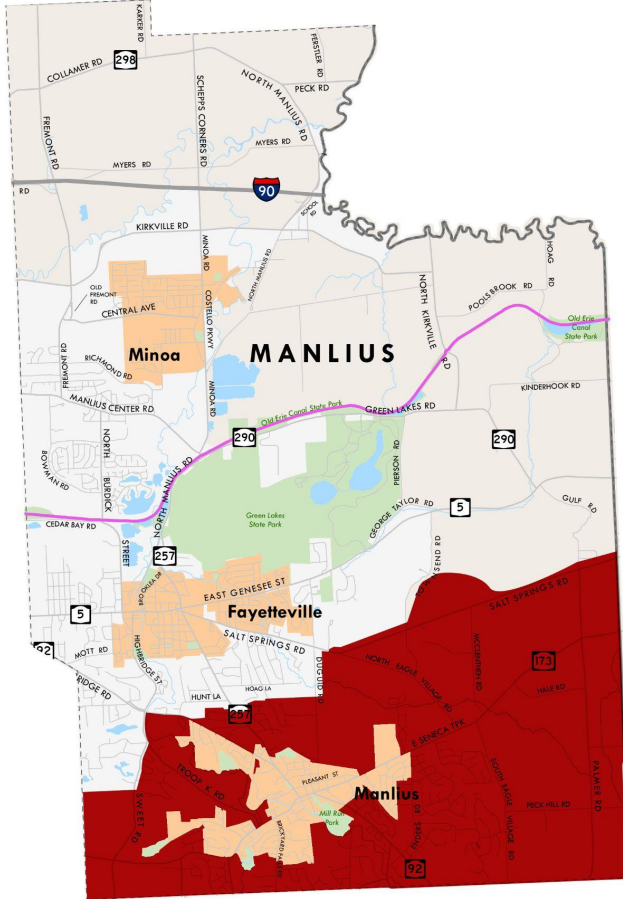 KARKER RD
298
COLLAMER RD
FERSTLER RD
PECK RD
NORTH MANLIUS RD
SCHEPPS CORNERS RD
FREMONT RD
MYERS RD
MYERS RD
RD
90
SCHOOL RD
KIRKVILLE RD
MINOA RD
NORTH MANLIUS RD
HOAG RD
OLD
FREMONT
RD
CENTRAL AVE
COSTELLO PKWY
NORTH KIRKVILLE RD
POOLSBROOK RD
Old Erie
Canal
State Park
Minoa
MANLIUS
FREMONT RD
RICHMOND RD
MINOA RD
KINDERHOOK RD
MANLIUS CENTER RD
Old Erie Canal State Park
GREEN LAKES RD
290
290
NORTH BURDICK STREET
BOWMAN RD
NORTH MANLIUS RD
PIERSON RD
GEORGE TAYLOR RD
5
GULF RD
Green Lakes
State Park
CEDAR BAY RD
257
EAST GENESEE ST
Fayetteville
SALT SPRINGS RD
5
SALT SPRINGS RD
92
MOTT RD
HIGHBRIDGE ST
RIDGE RD
HUNT LA
HOAG LA
DUGUID RD
NORTH EAGLE VILLAGE RD
173
HALE RD
257
E SENECA TPK
TROOP K RD
PLEASANT ST
Manlius
SWEET RD
Mill Run
Park
SOUTH EAGLE VILLAGE RD
PECK HILL RD
PALMER RD
ENDERS RD
92